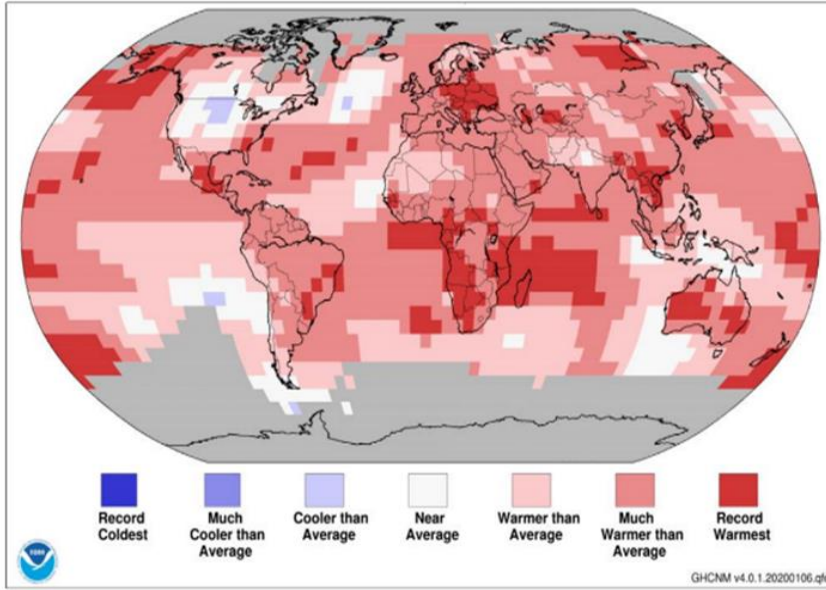 Record
Coldest
Much
Cooler than
Average
Cooler than
Average
Near
Average
Warmer than
Average
Much
Warmer than
Average
Record
Warmest
GHCNM v4.0.1.20200106.qf